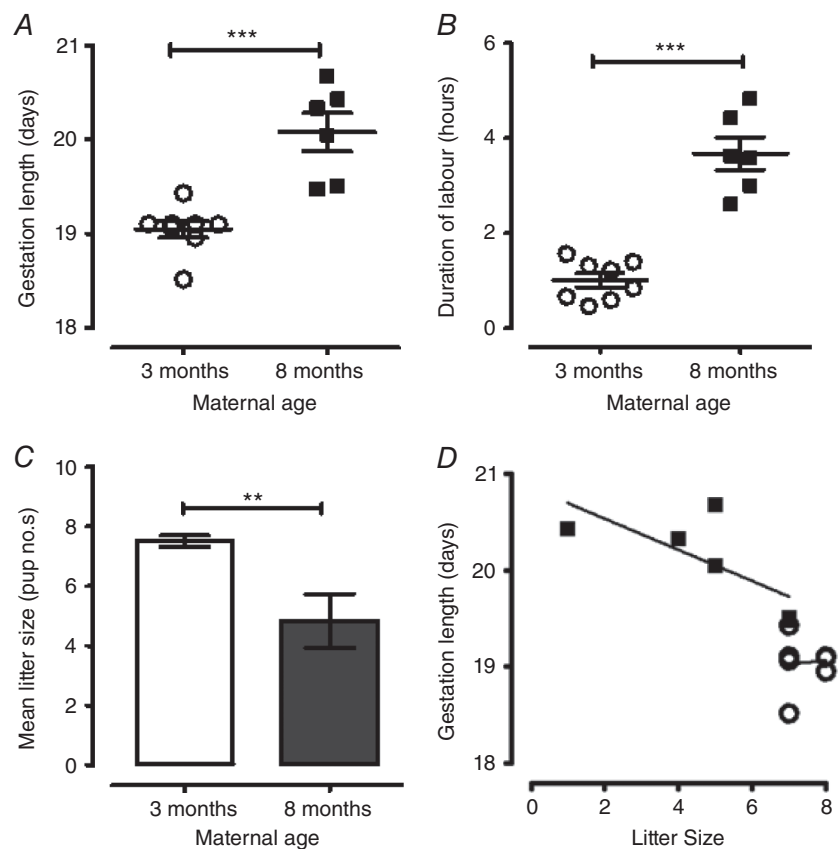 A
***
21
20
19
18
Gestation length (days)
3 months
8 months
Maternal age
B
***
6
4
2
0
Duration of labour (hours)
3 months
8 months
Maternal age
C
**
10
8
6
4
2
0
Mean litter size (pup no.s)
3 months
8 months
Maternal age
D
21
20
19
18
Gestation length (days)
0
2
4
6
8
Litter Size